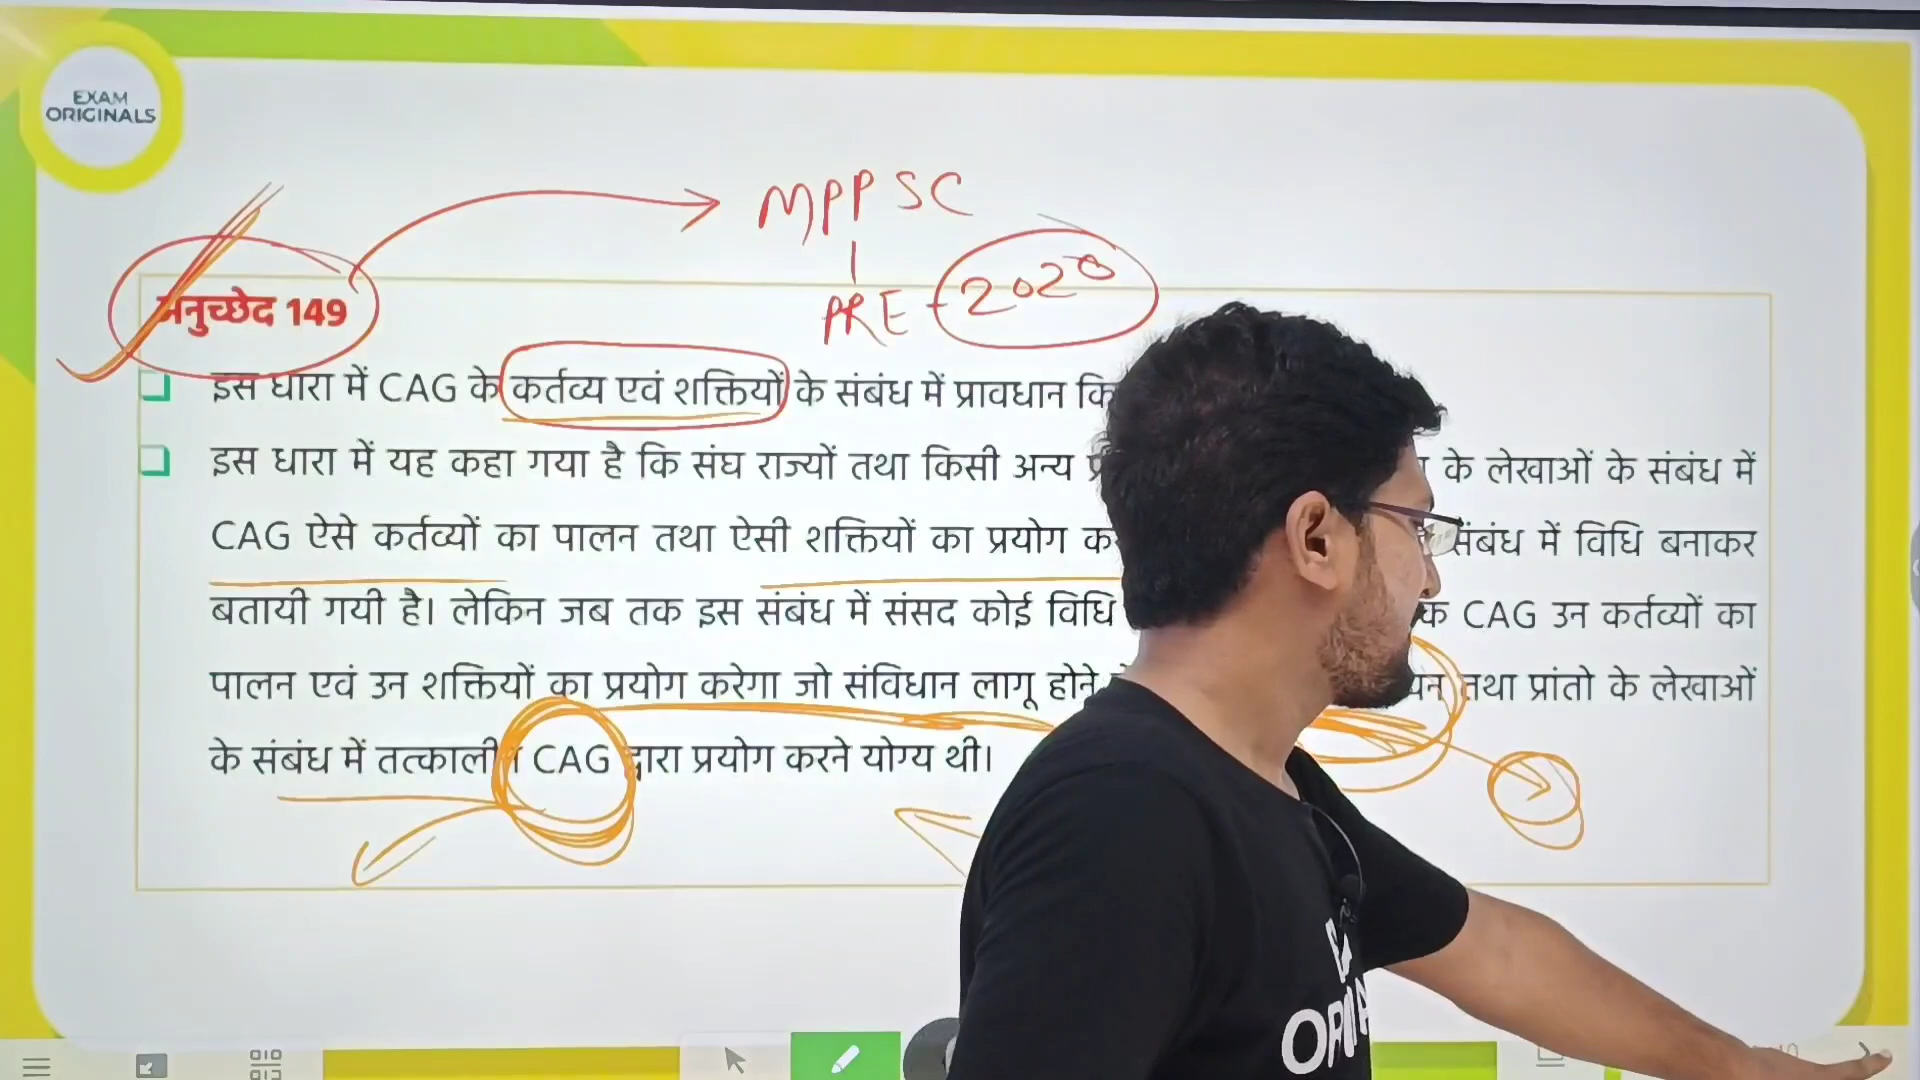 EXAM
ORIGINALS
MPPSC
PRE - 2020
अनुच्छेद 149
इस धारा में CAG के कर्तव्य एवं शक्तियों के संबंध में प्रावधान
इस धारा में यह कहा गया है कि संघ राज्यों तथा किसी अन्य के लेखाओं के संबंध में
CAG ऐसे कर्तव्यों का पालन तथा ऐसी शक्तियों का प्रयोग संबंध में विधि बनाकर
बतायी गयी है। लेकिन जब तक इस संबंध में संसद कोई विधि CAG उन कर्तव्यों का
पालन एवं उन शक्तियों का प्रयोग करेगा जो संविधान लागू होने तथा प्रांतो के लेखाओं
के संबंध में तत्कालीन CAG द्वारा प्रयोग करने योग्य थी।